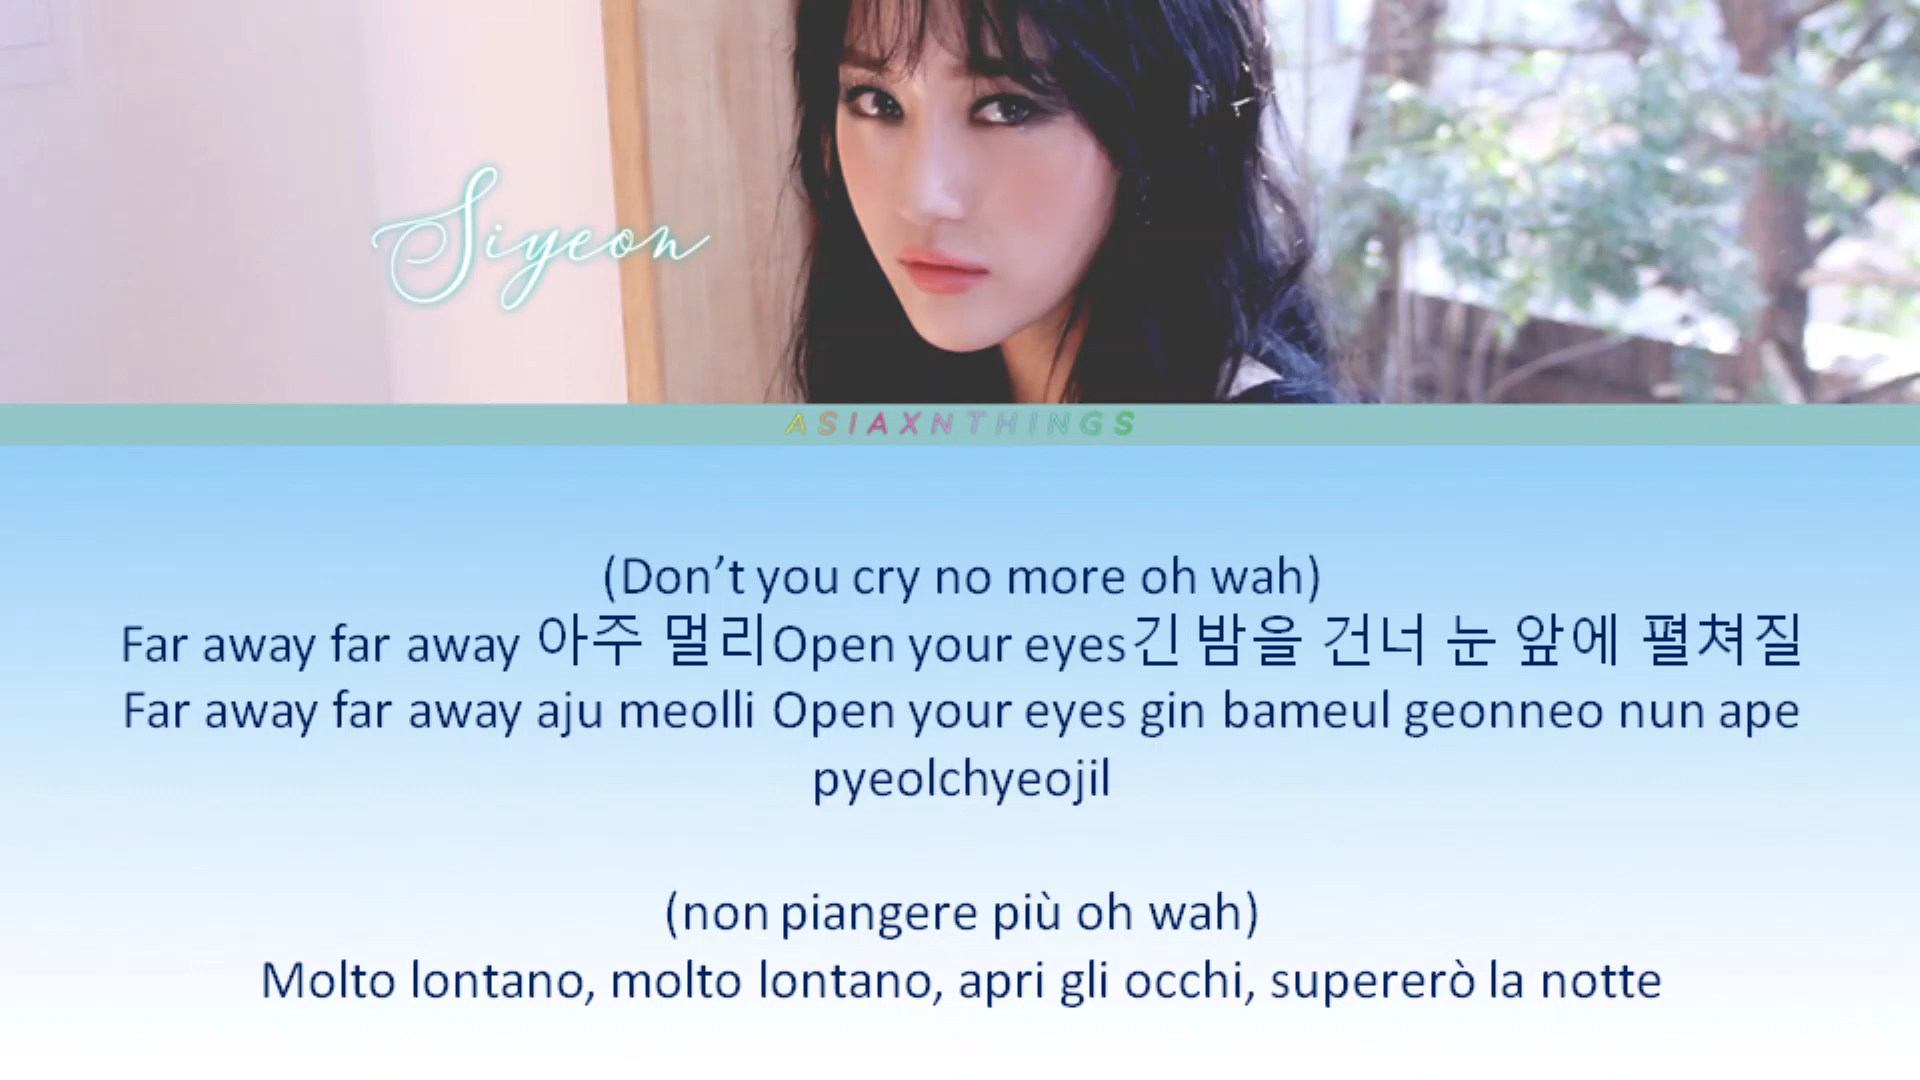 Siyeon
ASIAXNTHINGS
(Don’t you cry no more oh wah)
Far away far away 아주 멀리Open your eyes긴 밤을 건너 눈 앞에 펼쳐질
Far away far away aju meolli Open your eyes gin bameul geonneo nun ape
pyeolchyeojil
(non piangere più oh wah)
Molto lontano, molto lontano, apri gli occhi, supererò la notte